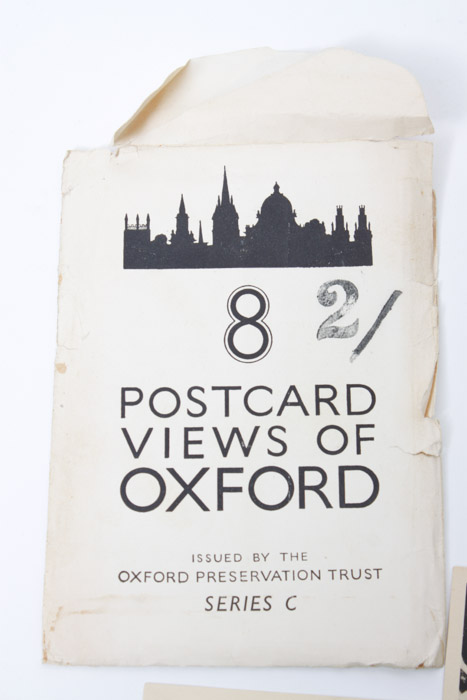 8 2/
POSTCARD
VIEWS OF
OXFORD
ISSUED BY THE
OXFORD PRESERVATION TRUST
SERIES C